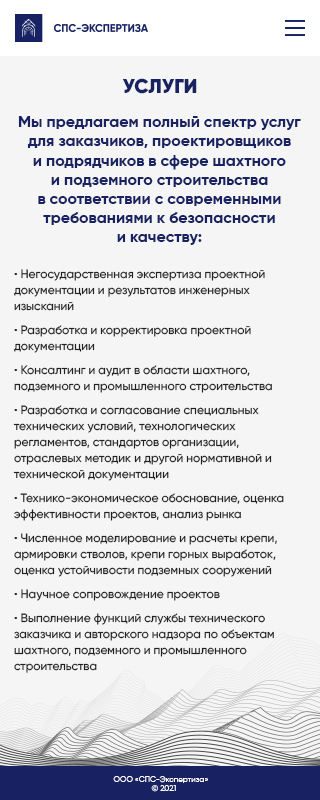 СПС-ЭКСПЕРТИЗА
УСЛУГИ
Мы предлагаем полный спектр услуг
для заказчиков, проектировщиков
и подрядчиков в сфере шахтного
и подземного строительства
в соответствии с современными
требованиями к безопасности
и качеству:
• Негосударственная экспертиза проектной
документации и результатов инженерных
изысканий
• Разработка и корректировка проектной
документации
• Консалтинг и аудит в области шахтного,
подземного и промышленного строительства
• Разработка и согласование специальных
технических условий, технологических
регламентов, стандартов организации,
отраслевых методик и другой нормативной и
технической документации
• Технико-экономическое обоснование, оценка
эффективности проектов, анализ рынка
• Численное моделирование и расчеты крепи,
армировки стволов, крепи горных выработок,
оценка устойчивости подземных сооружений
• Научное сопровождение проектов
• Выполнение функций службы технического
заказчика и авторского надзора по объектам
шахтного, подземного и промышленного
строительства
ООО «СПС-Экспертиза»
© 2021